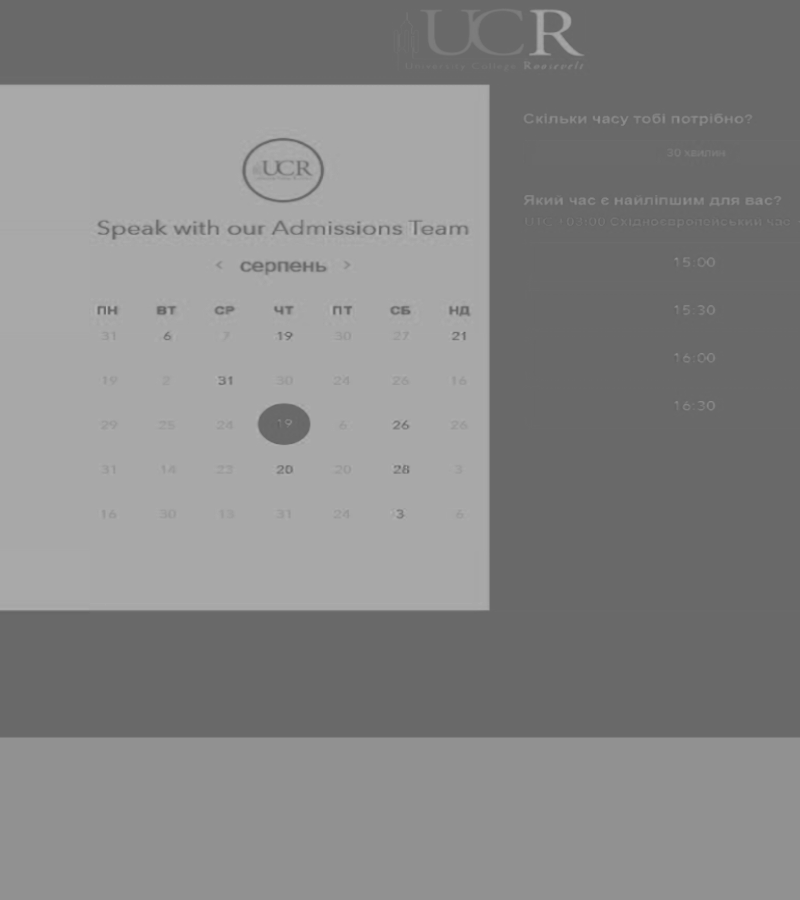 UCR
University College Roosevelt
UCR
Speak with our Admissions Team
< серпень >
ПН ВТ СР ЧТ ПТ СБ НД
31 6 7 19 30 27 21
19 2 31 30 24 26 16
29 25 24 19 6 26 26
31 14 22 20 20 28 3
16 30 13 31 24 3 6
Скільки часу тобі потрібно?
30 хвилин
Який час є найліпшим для вас?
UTC +03:00 Східноєвропейський час
15:00
15:30
16:00
16:30